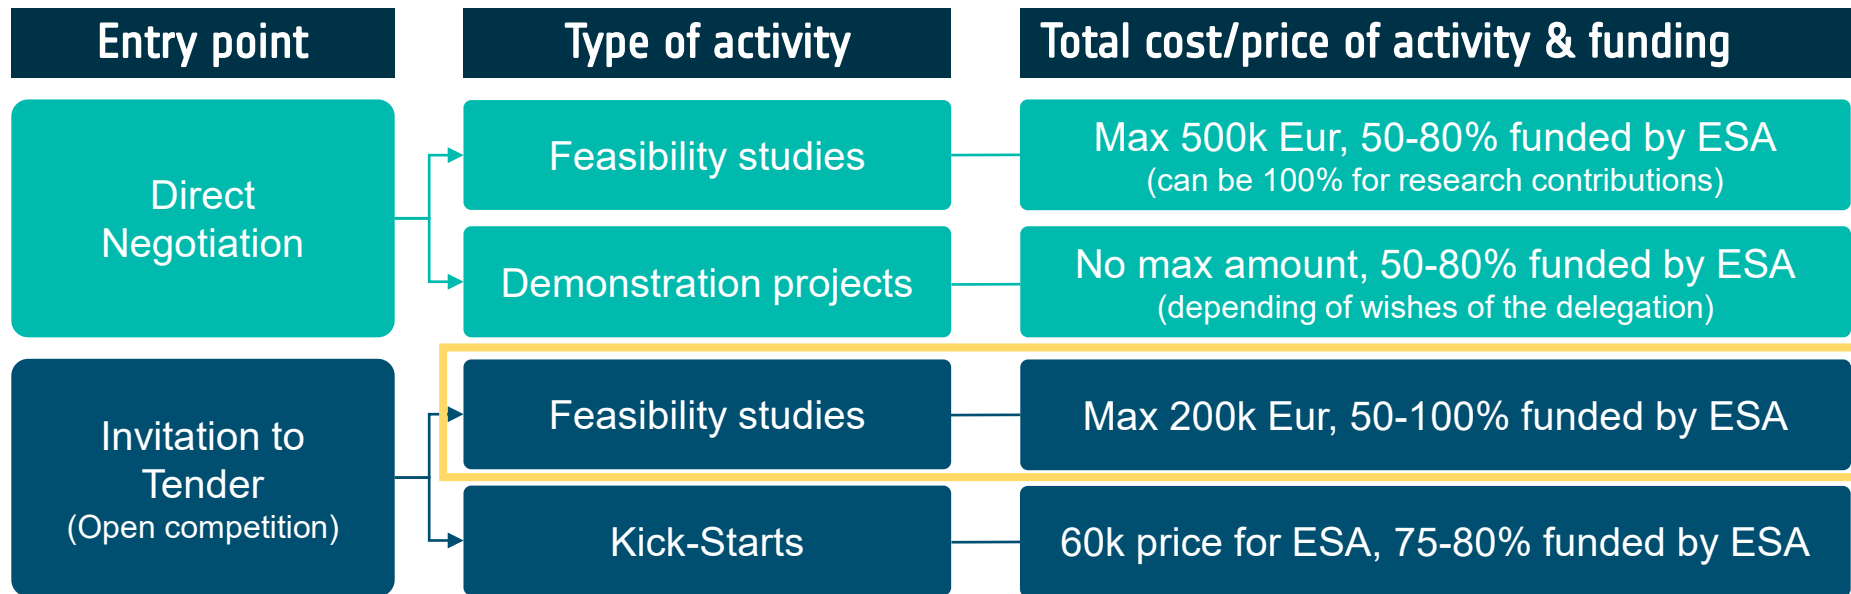 Entry point
Type of activity
Total cost/price of activity & funding
Direct
Negotiation
Feasibility studies
Max 500k Eur, 50-80% funded by ESA
(can be 100% for research contributions)
Demonstration projects
No max amount, 50-80% funded by ESA
(depending of wishes of the delegation)
Invitation to
Tender
(Open competition)
Feasibility studies
Max 200k Eur, 50-100% funded by ESA
Kick-Starts
60k price for ESA, 75-80% funded by ESA